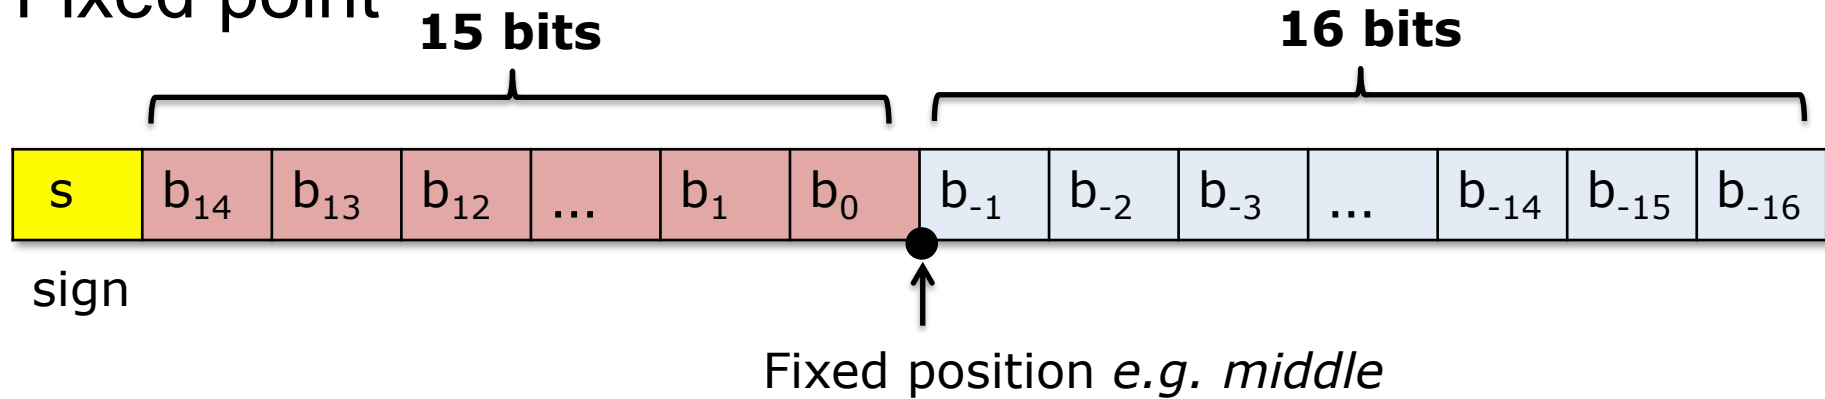 Fixed point
15 bits
16 bits
s b₁₄ b₁₃ b₁₂ ... b₁ b₀ b₋₁ b₋₂ b₋₃ ... b₋₁₄ b₋₁₅ b₋₁₆
sign
Fixed position e.g. middle